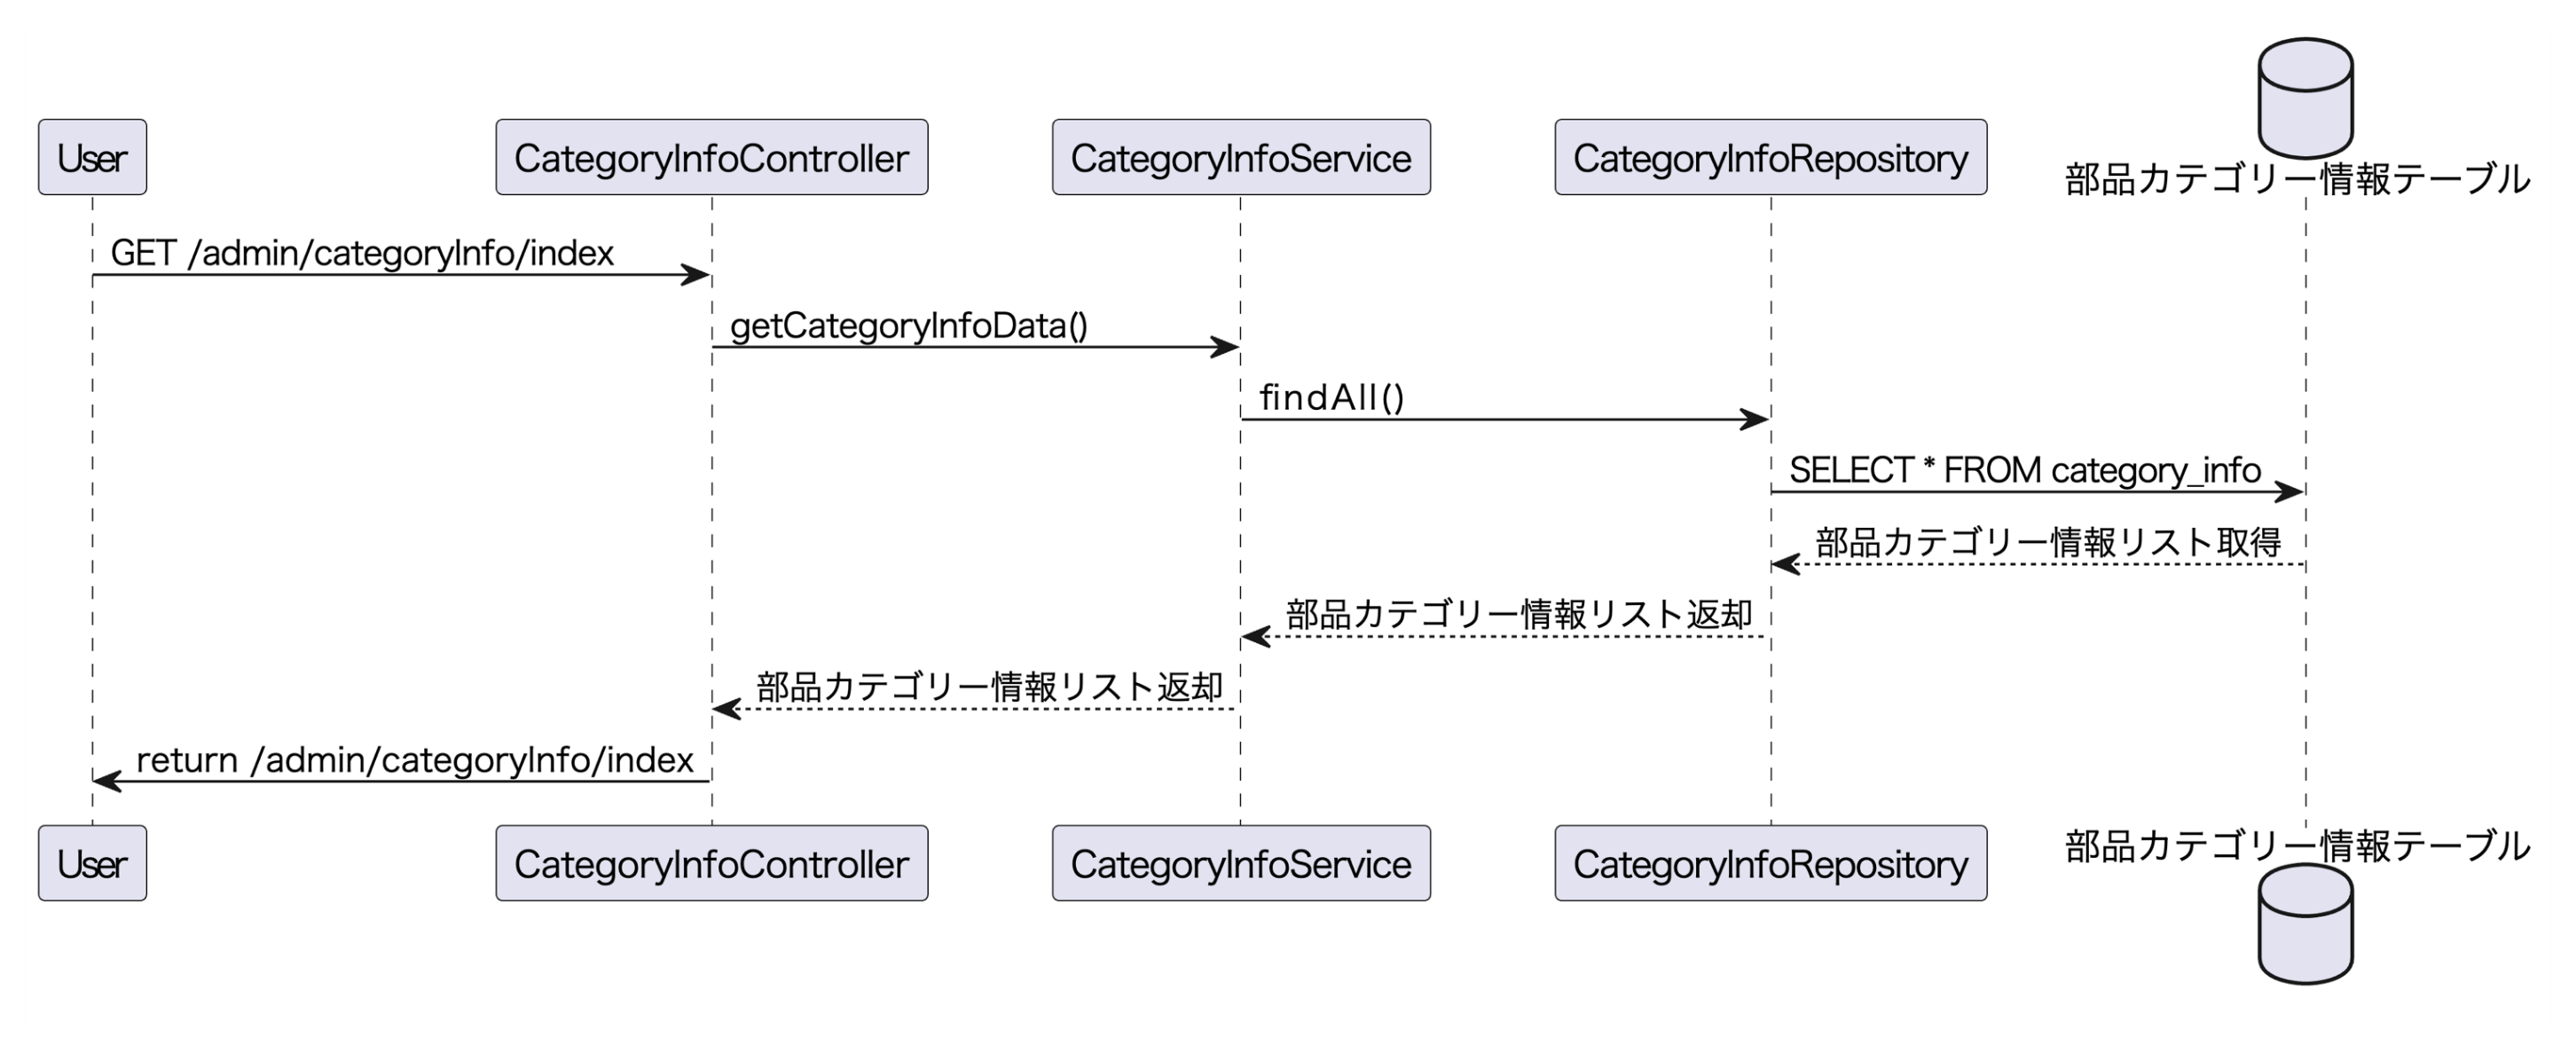 User
CategoryInfoController
CategoryInfoService
CategoryInfoRepository
部品カテゴリー情報テーブル
GET /admin/categoryInfo/index
getCategoryInfoData()
findAll()
SELECT * FROM category_info
部品カテゴリー情報リスト取得
部品カテゴリー情報リスト返却
部品カテゴリー情報リスト返却
return /admin/categoryInfo/index
User
CategoryInfoController
CategoryInfoService
CategoryInfoRepository
部品カテゴリー情報テーブル